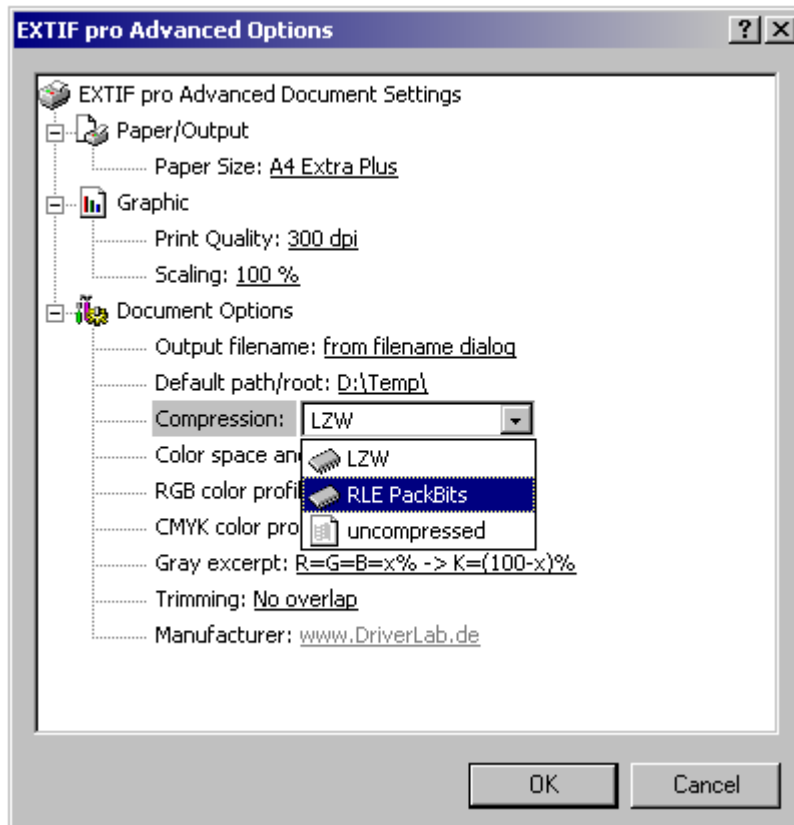 EXTIF pro Advanced Options
EXTIF pro Advanced Document Settings
Paper/Output
Paper Size: A4 Extra Plus
Graphic
Print Quality: 300 dpi
Scaling: 100 %
Document Options
Output filename: from filename dialog
Default path/root: D:\Temp\
Compression: LZW
Color space LZW
RGB color RLE PackBits
CMYK color uncompressed
Gray excerpt: R=G=B=x% -> K=(100-x)%
Trimming: No overlap
Manufacturer: www.DriverLab.de
OK Cancel